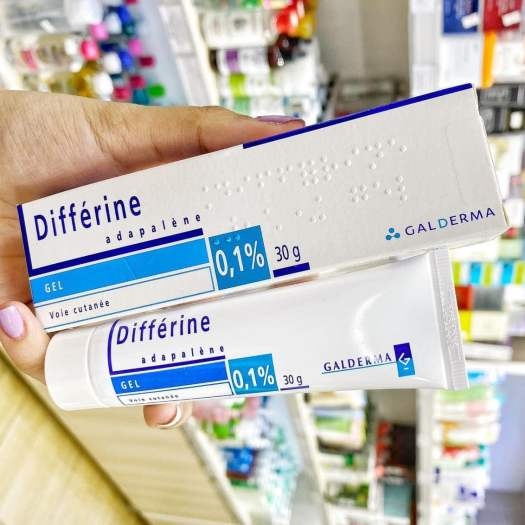 Différine
adapalène
GEL
0,1%
30 g
Voie cutanée
GALDERMA
Différine
adapalène
GEL
0,1%
30 g
Voie cutanée
GALDERMA